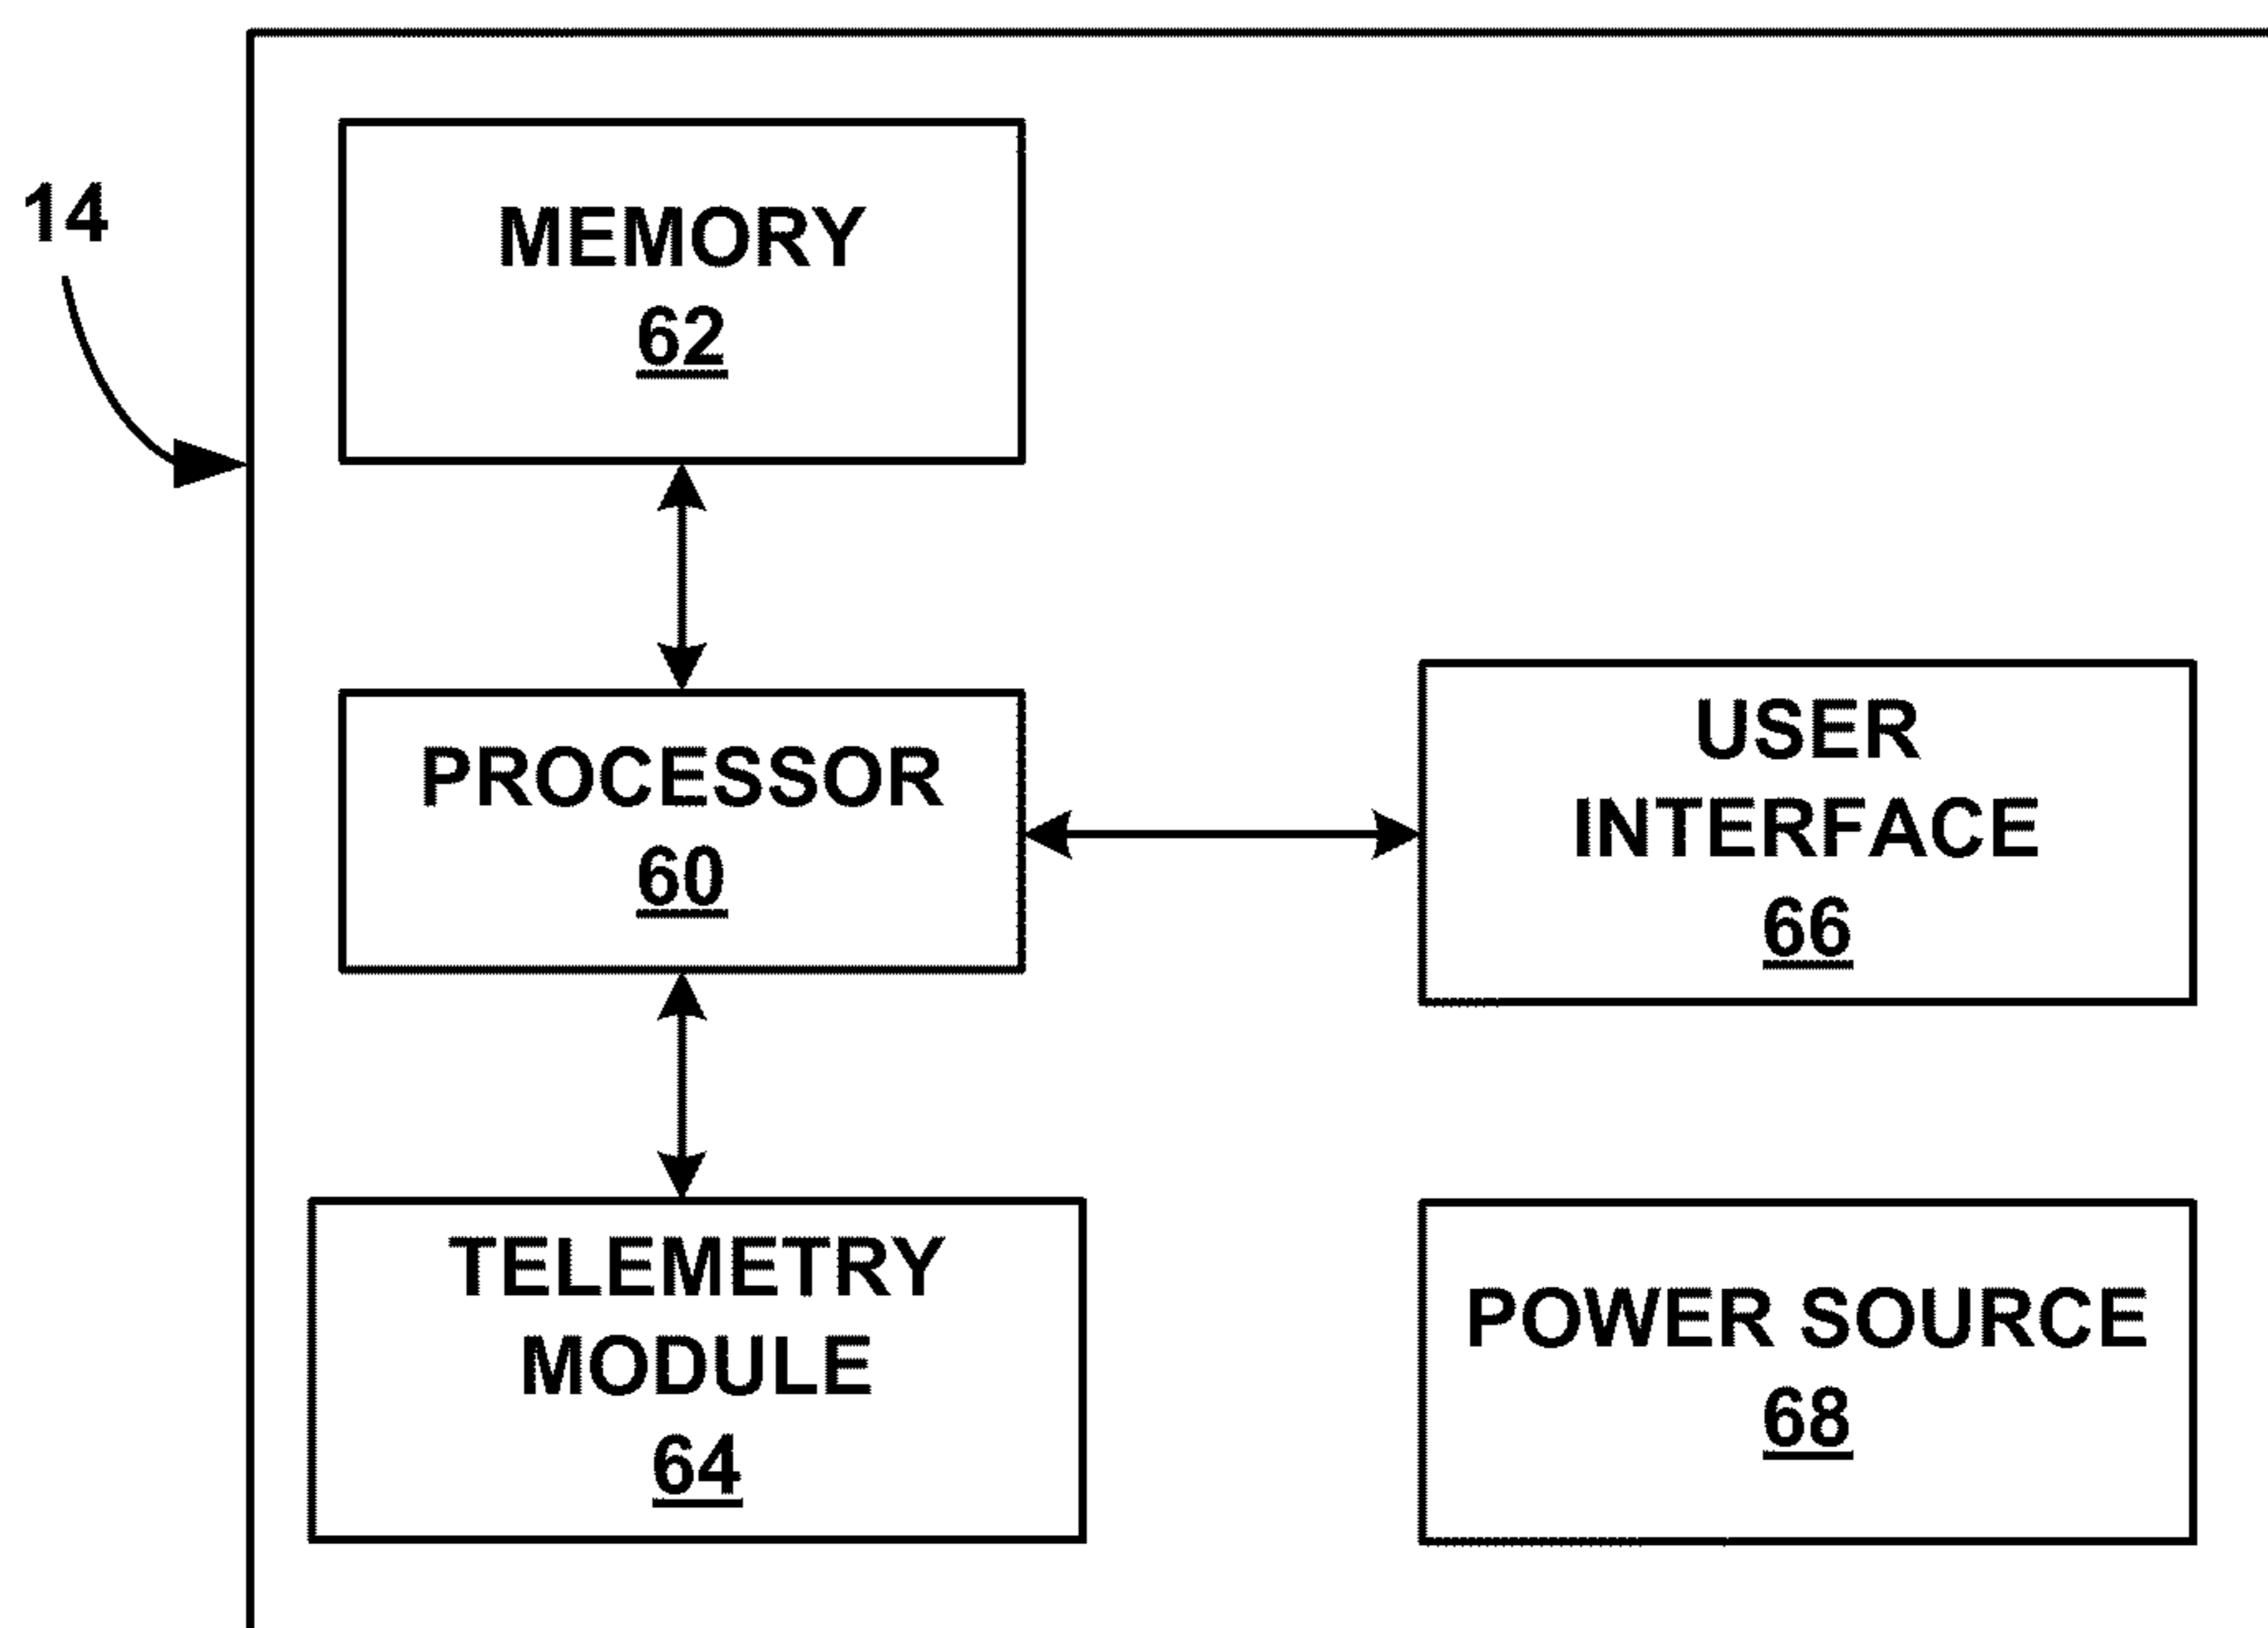 14
MEMORY
62
PROCESSOR
60
USER
INTERFACE
66
TELEMETRY
MODULE
64
POWER SOURCE
68